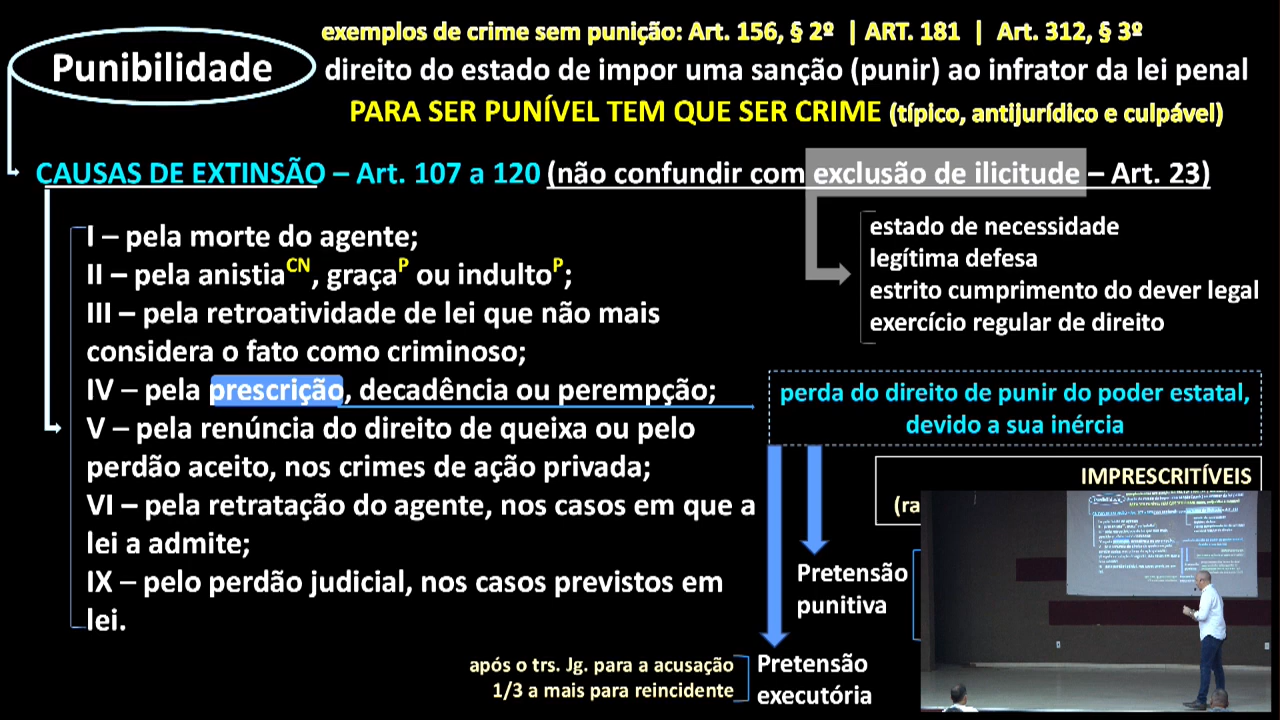 exemplos de crime sem punição: Art. 156, § 2º | ART. 181 | Art. 312, § 3º
Punibilidade
direito do estado de impor uma sanção (punir) ao infrator da lei penal
PARA SER PUNÍVEL TEM QUE SER CRIME (típico, antijurídico e culpável)
CAUSAS DE EXTINSÃO – Art. 107 a 120 (não confundir com exclusão de ilicitude – Art. 23)
estado de necessidade
legítima defesa
estrito cumprimento do dever legal
exercício regular de direito
I – pela morte do agente;
II – pela anistia CN, graça P ou indulto P;
III – pela retroatividade de lei que não mais
considera o fato como criminoso;
IV – pela prescrição, decadência ou perempção;
V – pela renúncia do direito de queixa ou pelo
perdão aceito, nos crimes de ação privada;
VI – pela retratação do agente, nos casos em que a
lei a admite;
IX – pelo perdão judicial, nos casos previstos em
lei.
perda do direito de punir do poder estatal,
devido a sua inércia
IMPRESCRITÍVEIS
Pretensão
punitiva
após o trs. Jg. para a acusação
1/3 a mais para reincidente
Pretensão
executória